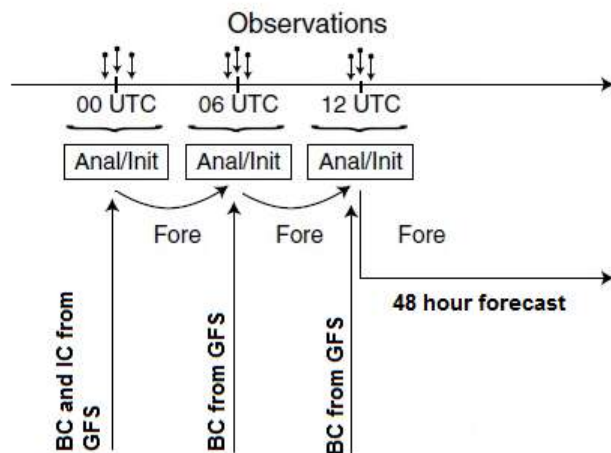 Observations
00 UTC 06 UTC 12 UTC
Anal/Init Anal/Init Anal/Init
Fore Fore Fore
48 hour forecast
BC and IC from
GFS
BC from GFS
BC from GFS